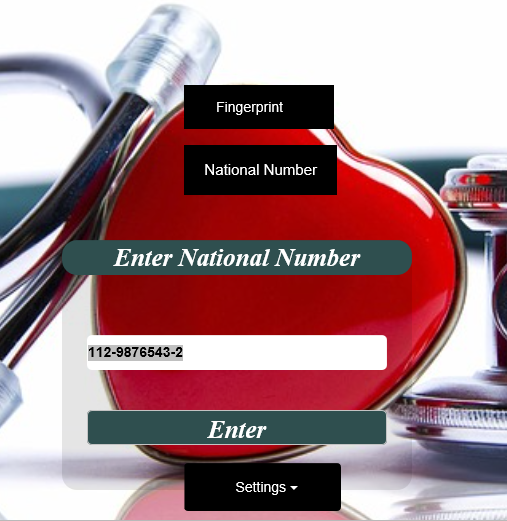 Fingerprint
National Number
Enter National Number
112-9876543-2
Enter
Settings